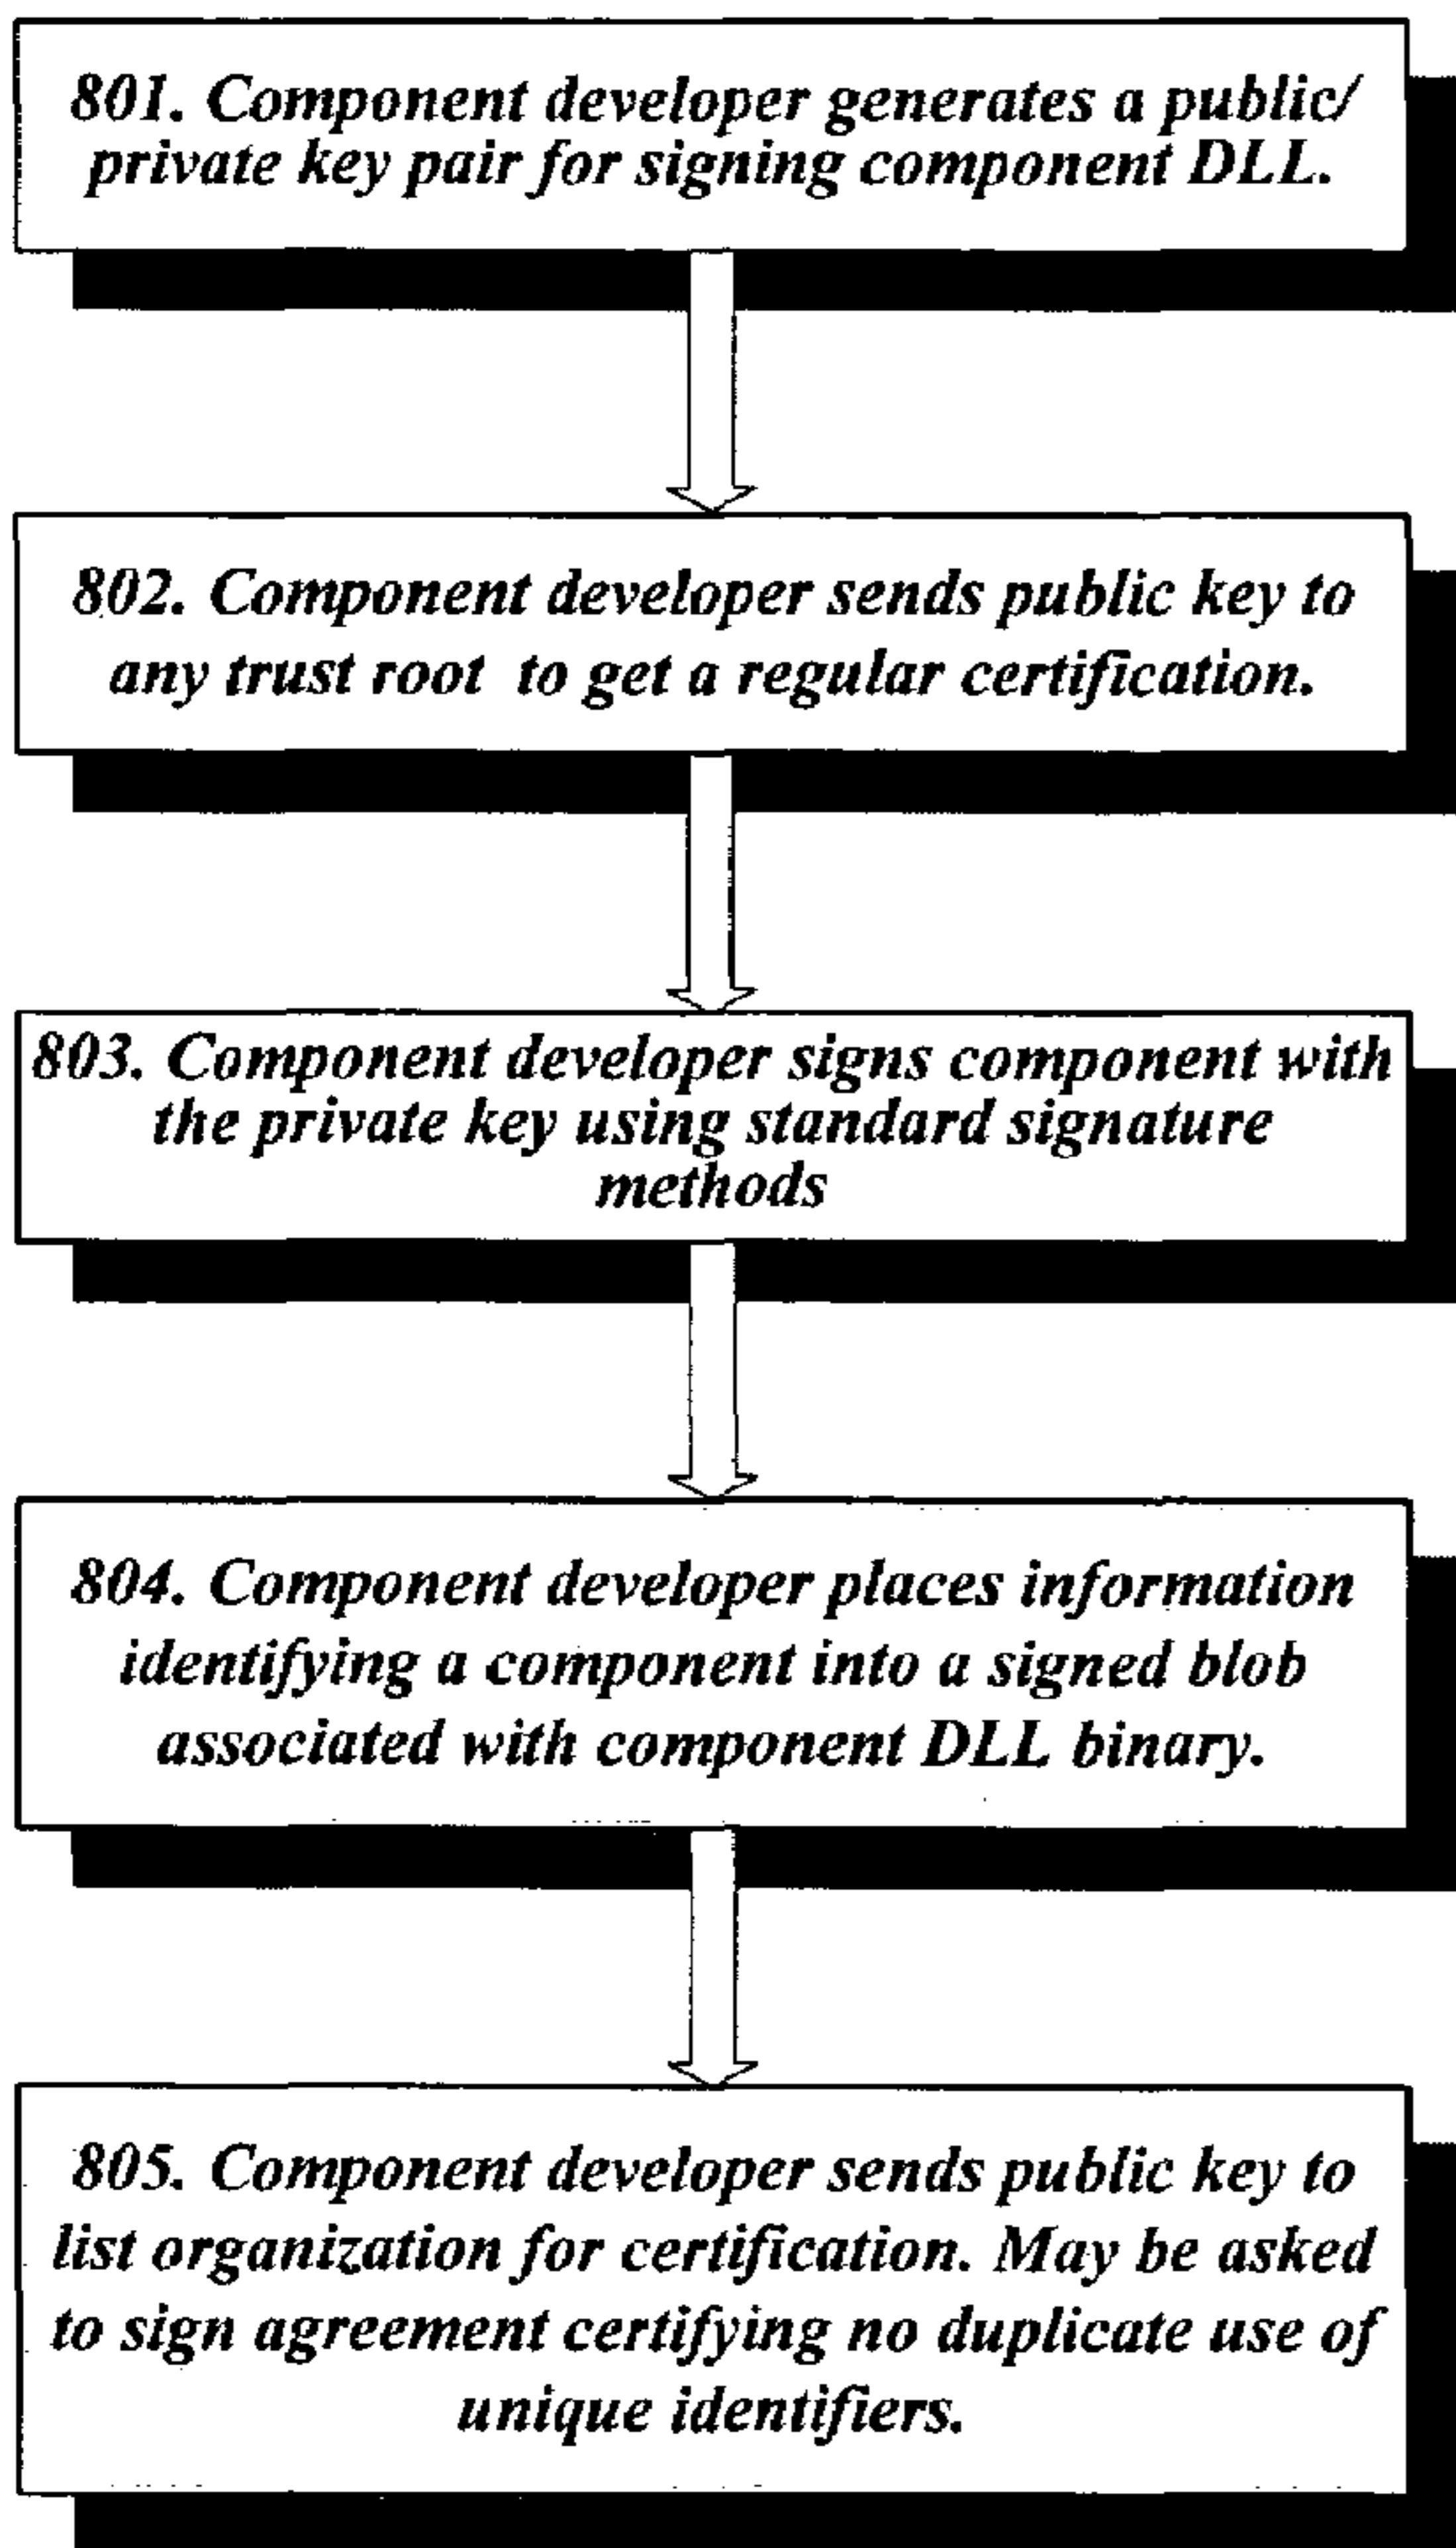 801. Component developer generates a public/
private key pair for signing component DLL.
802. Component developer sends public key to
any trust root to get a regular certification.
803. Component developer signs component with
the private key using standard signature
methods
804. Component developer places information
identifying a component into a signed blob
associated with component DLL binary.
805. Component developer sends public key to
list organization for certification. May be asked
to sign agreement certifying no duplicate use of
unique identifiers.